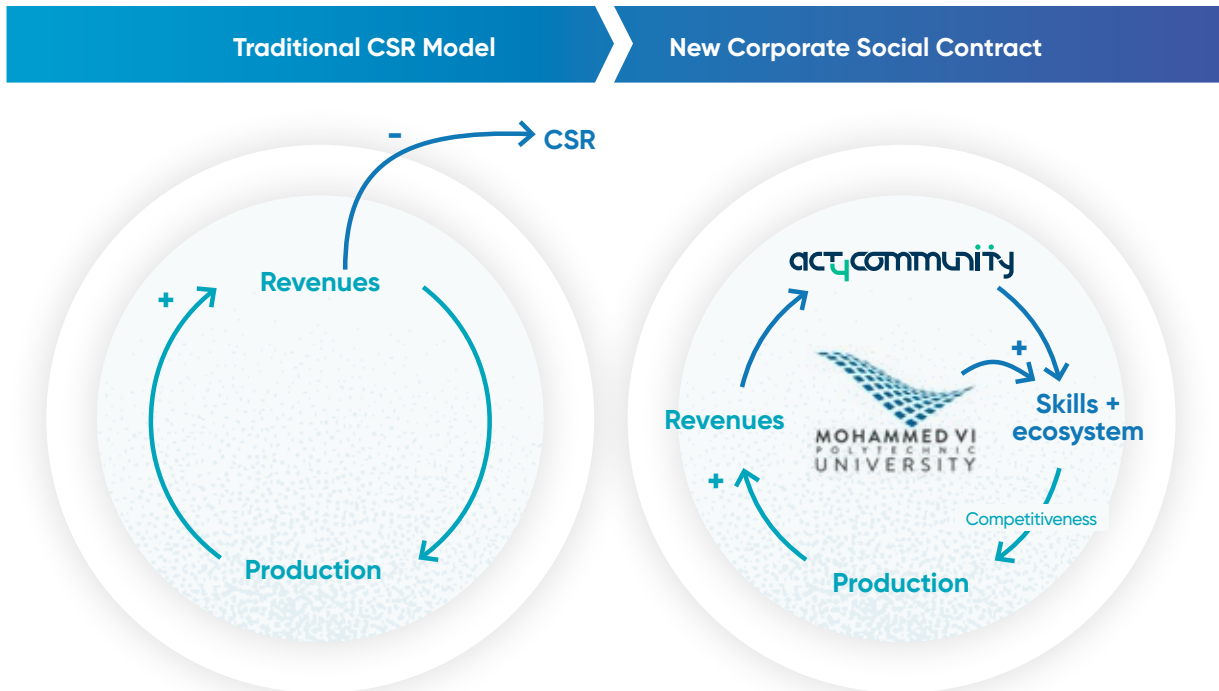 Traditional CSR Model
New Corporate Social Contract
-
CSR
Revenues
+
Production
act4community
+
Skills +
ecosystem
Revenues
MOHAMMED VI
POLYTECHNIC
UNIVERSITY
+
Competitiveness
Production